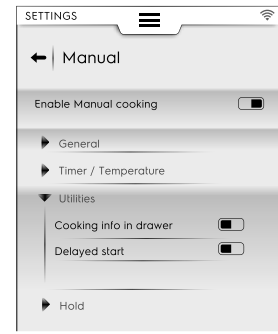 SETTINGS
Manual
Enable Manual cooking
General
Timer / Temperature
Utilities
Cooking info in drawer
Delayed start
Hold